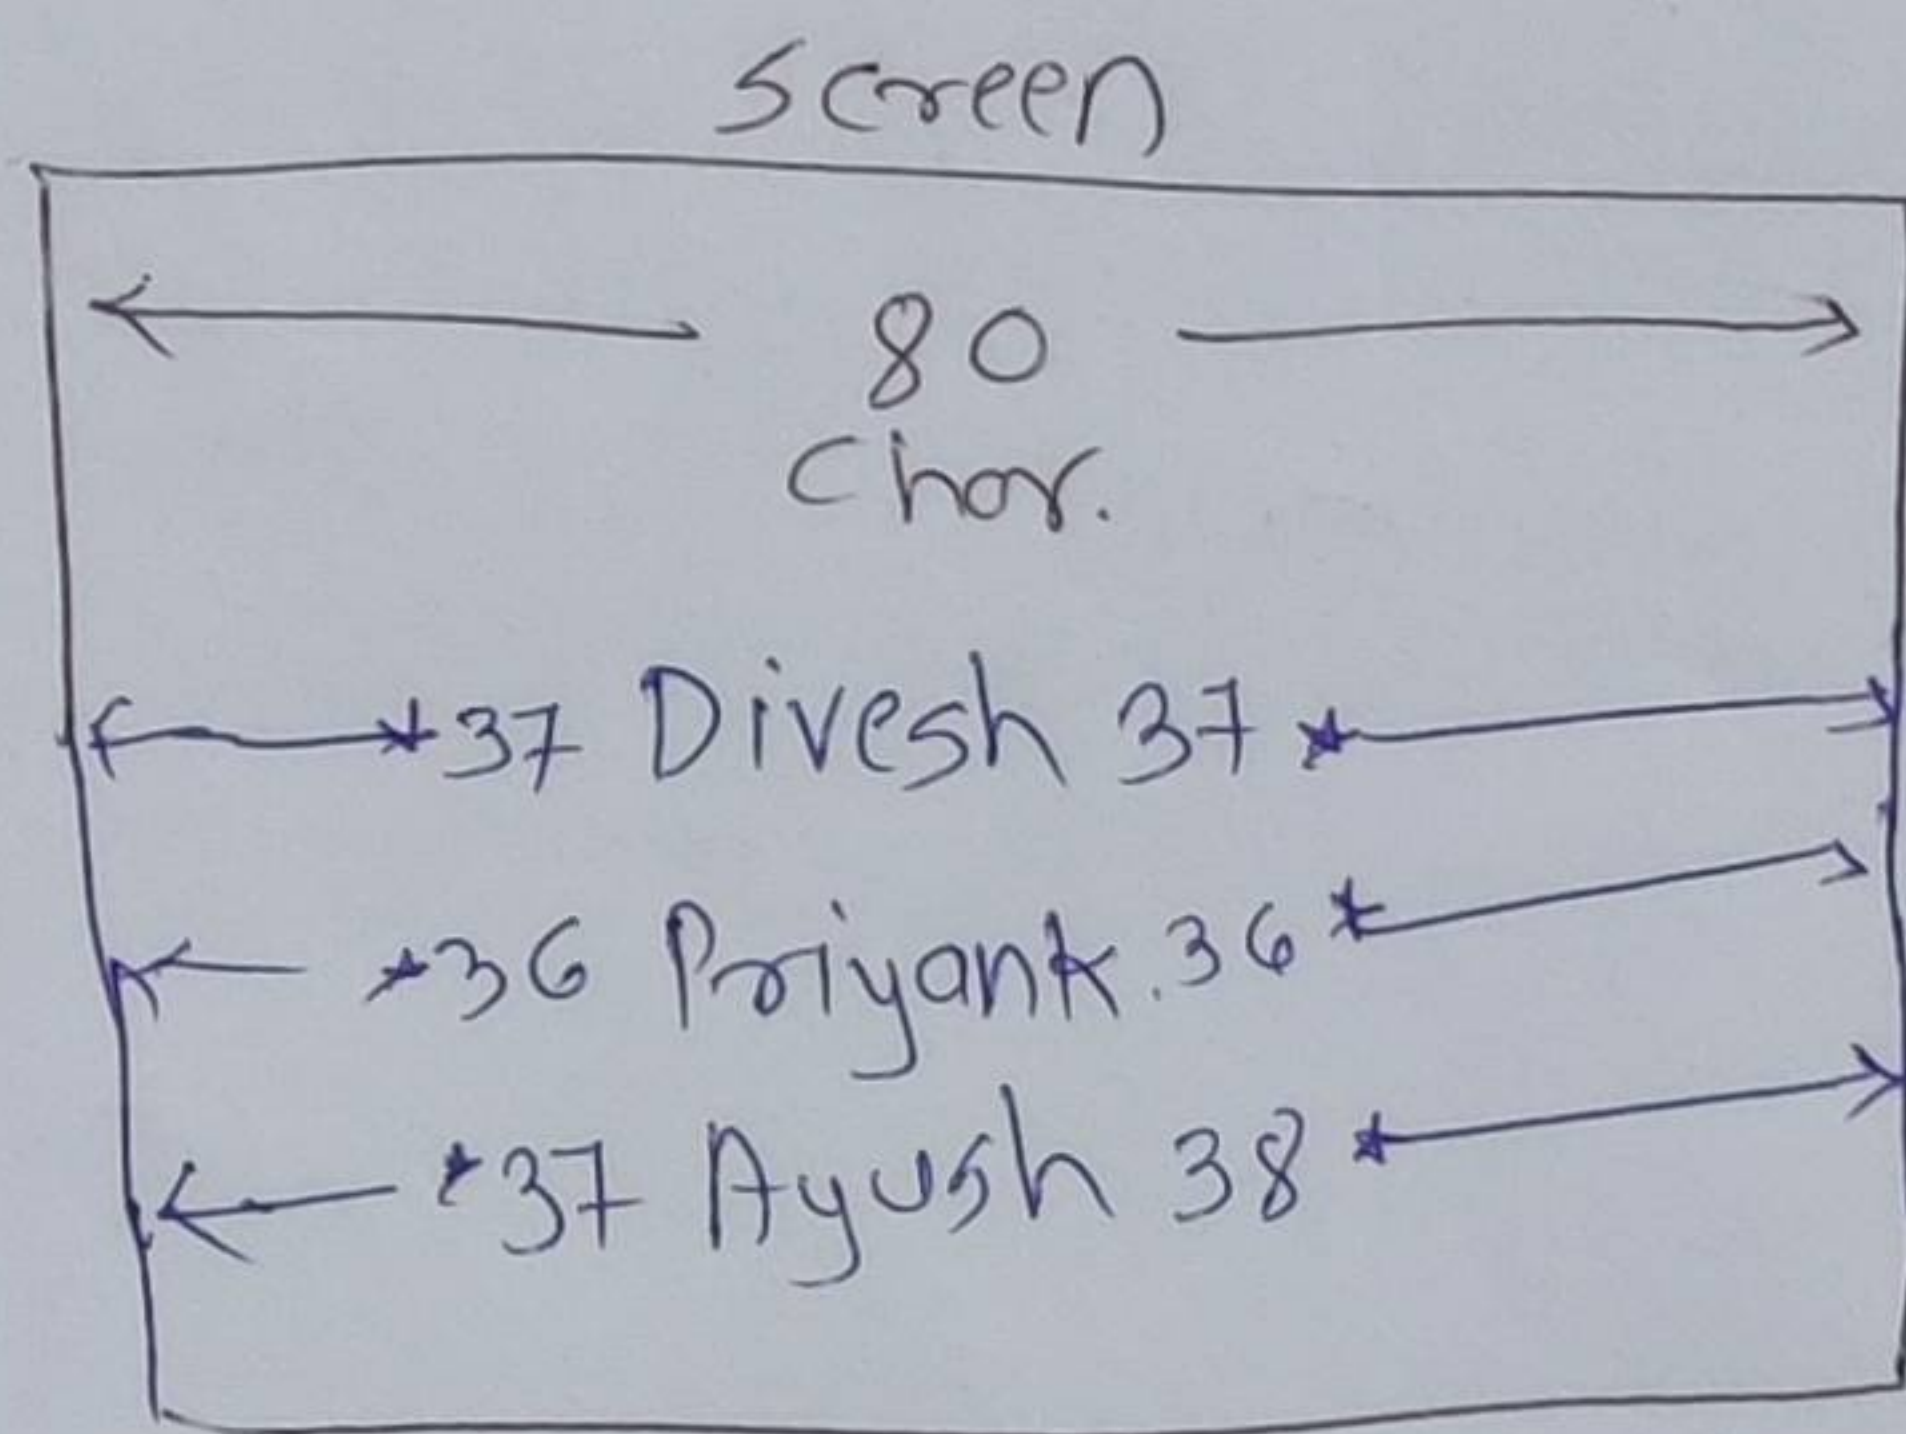 Screen
80
Char.
*37 Divesh 37*
*36 Priyank. 36*
*37 Ayush 38*